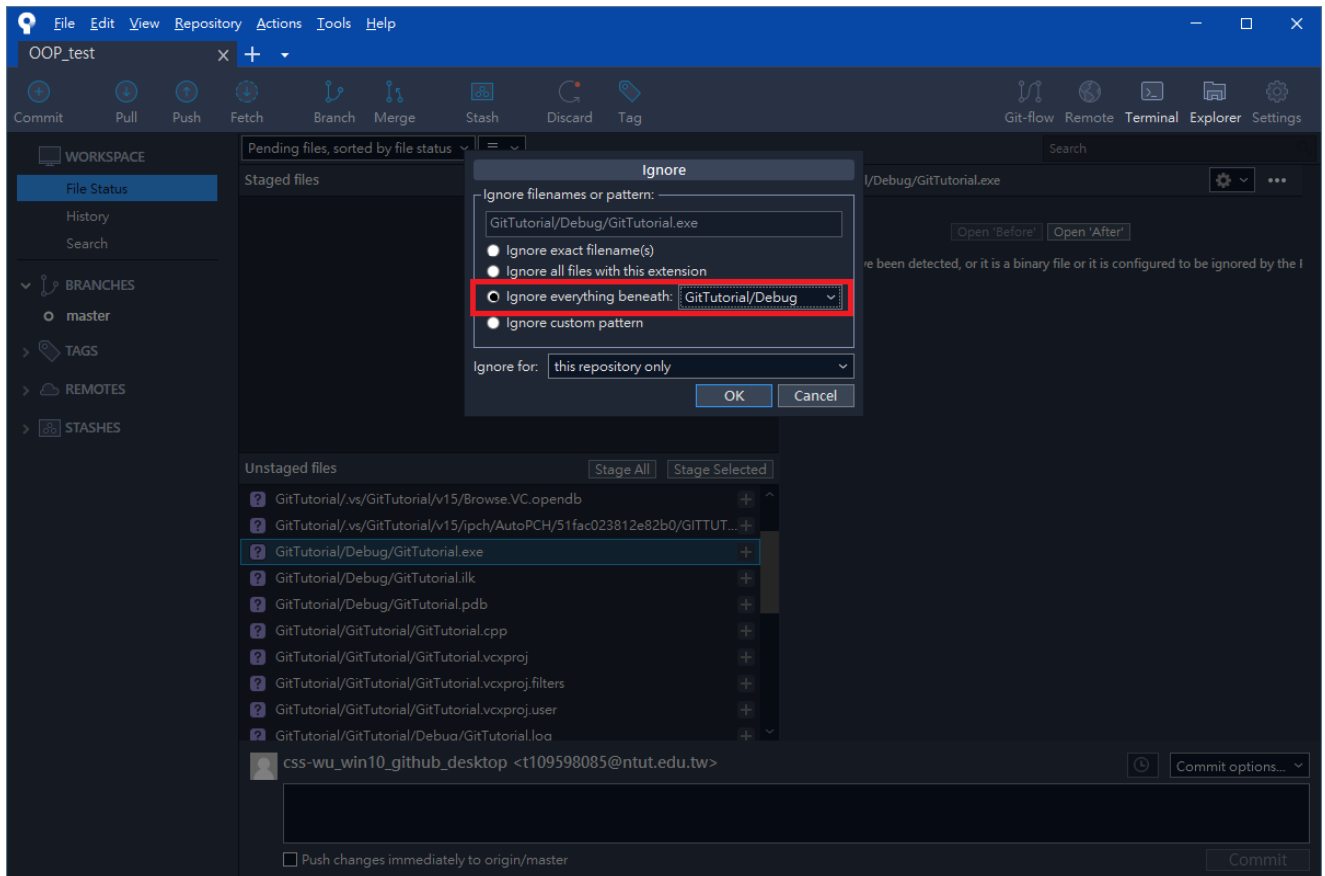 File Edit View Repository Actions Tools Help
OOP_test
Commit Pull Push Fetch Branch Merge Stash Discard Tag Git-flow Remote Terminal Explorer Settings
WORKSPACE
File Status
History
Search
BRANCHES
master
TAGS
REMOTES
STASHES
Pending files, sorted by file status
Search
Staged files
l/Debug/GitTutorial.exe
Open 'Before' Open 'After'
e been detected, or it is a binary file or it is configured to be ignored by the
Ignore
Ignore filenames or pattern:
GitTutorial/Debug/GitTutorial.exe
Ignore exact filename(s)
Ignore all files with this extension
Ignore everything beneath: GitTutorial/Debug
Ignore custom pattern
Ignore for: this repository only
OK Cancel
Unstaged files Stage All Stage Selected
GitTutorial/.vs/GitTutorial/v15/Browse.VC.opendb
GitTutorial/.vs/GitTutorial/v15/ipch/AutoPCH/51fac023812e82b0/GITTUT...
GitTutorial/Debug/GitTutorial.exe
GitTutorial/Debug/GitTutorial.ilk
GitTutorial/Debug/GitTutorial.pdb
GitTutorial/GitTutorial/GitTutorial.cpp
GitTutorial/GitTutorial/GitTutorial.vcxproj
GitTutorial/GitTutorial/GitTutorial.vcxproj.filters
GitTutorial/GitTutorial/GitTutorial.vcxproj.user
GitTutorial/GitTutorial/Debug/GitTutorial.log
css-wu_win10_github_desktop <t109598085@ntut.edu.tw>
Commit options...
Push changes immediately to origin/master
Commit